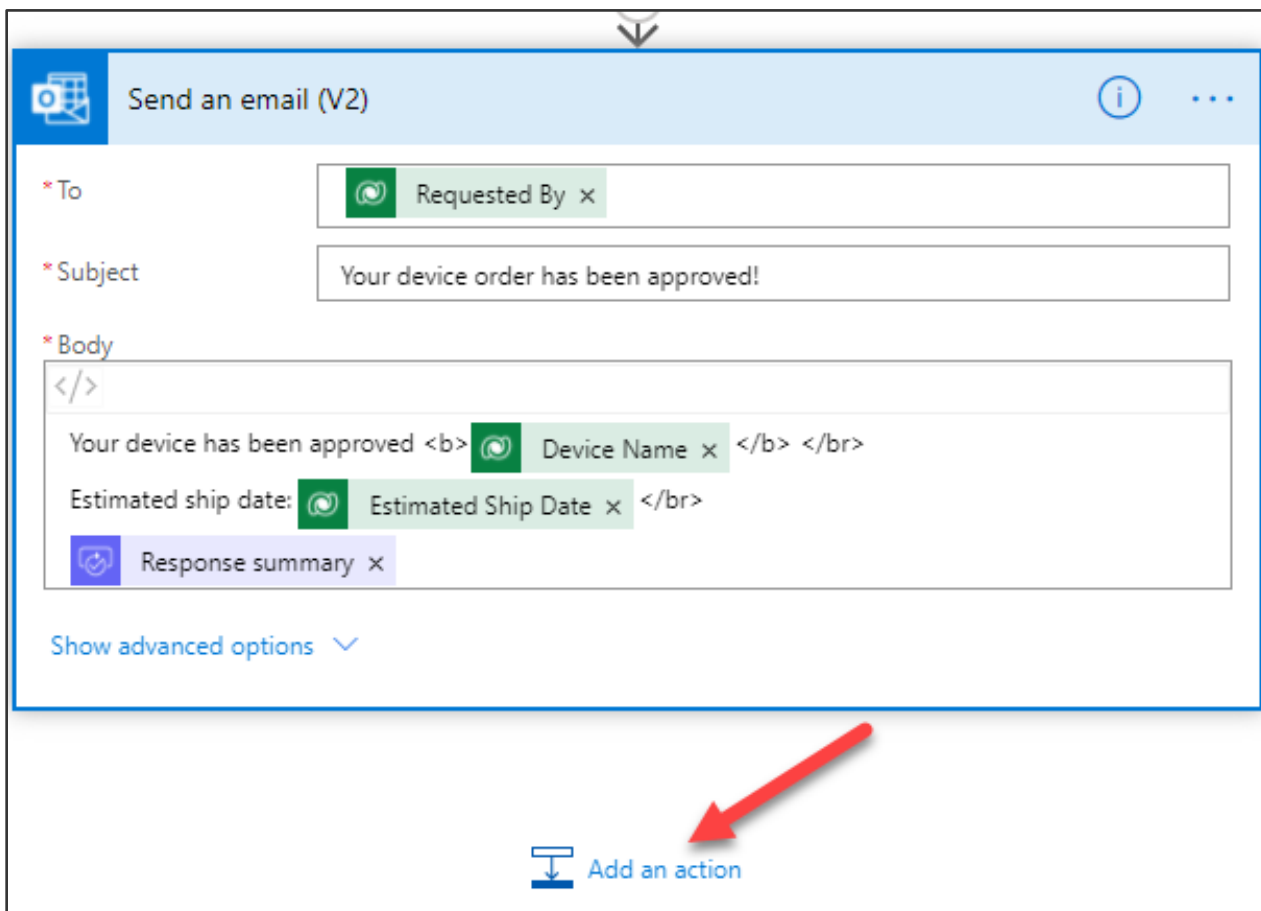 Send an email (V2)
* To
Requested By ×
* Subject
Your device order has been approved!
* Body
</>
Your device has been approved <b> Device Name × </b> </br>
Estimated ship date: Estimated Ship Date × </br>
Response summary ×
Show advanced options
Add an action